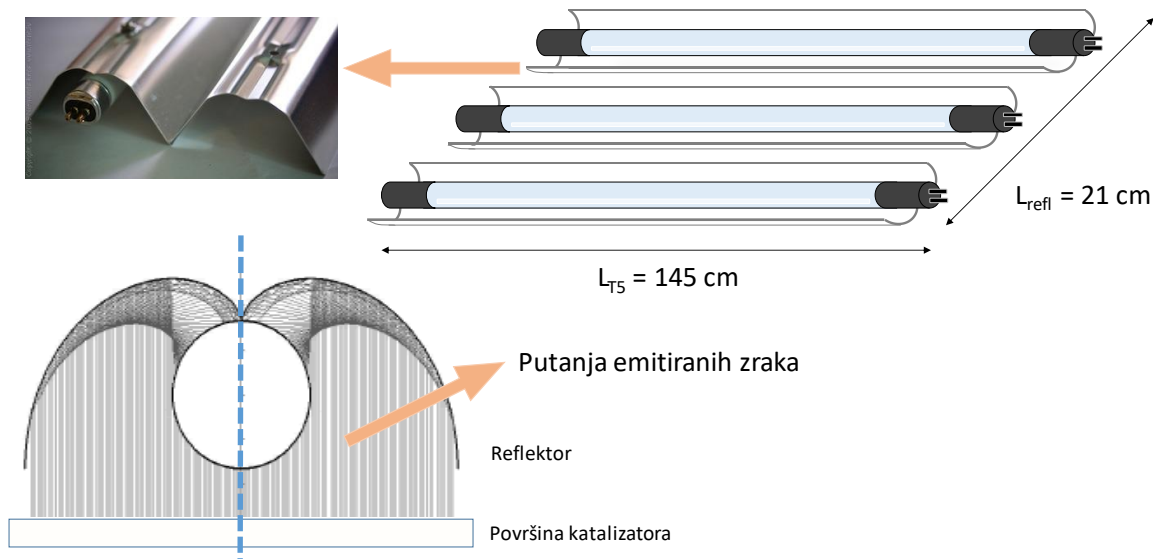 L_refl = 21 cm
L_T5 = 145 cm
Putanja emitiranih zraka
Reflektor
Površina katalizatora